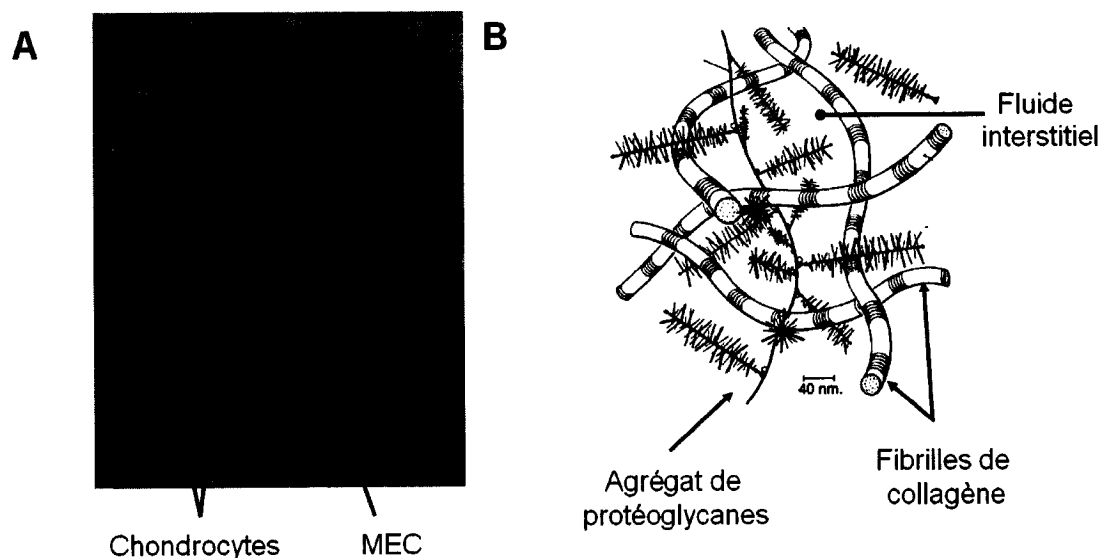 A
B
Fluide
interstitiel
40 nm.
Agrégat de
protéoglycanes
Fibrilles de
collagène
Chondrocytes
MEC